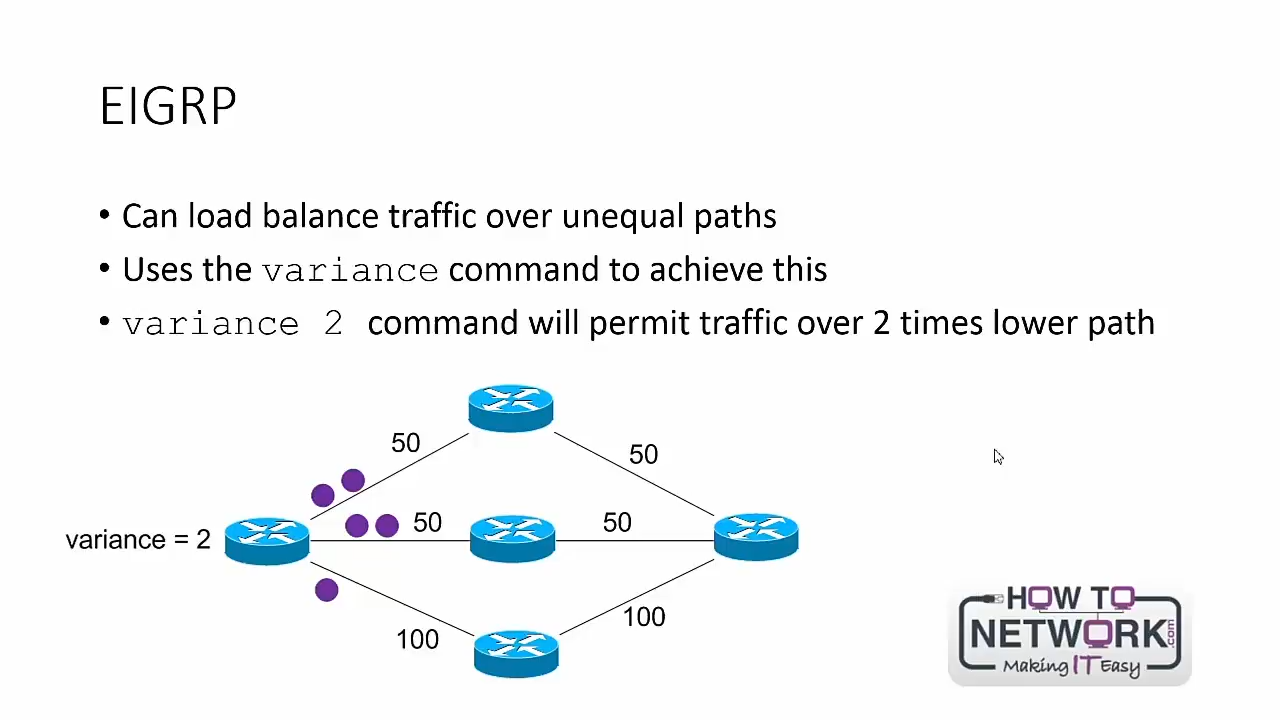 EIGRP
• Can load balance traffic over unequal paths
• Uses the variance command to achieve this
• variance 2 command will permit traffic over 2 times lower path
50
50
variance = 2
50
50
100
100
HOW TO
NETWORK.com
Making IT Easy